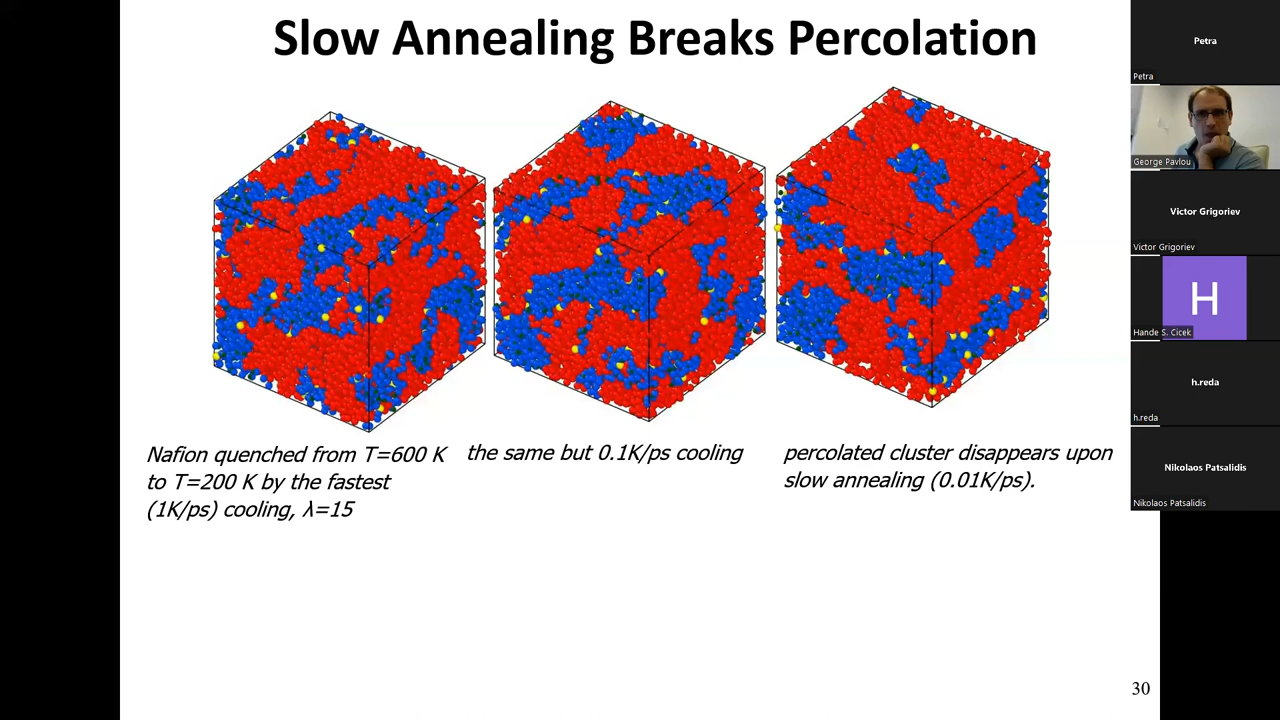 Slow Annealing Breaks Percolation
Nafion quenched from T=600 K
to T=200 K by the fastest
(1K/ps) cooling, λ=15
the same but 0.1K/ps cooling
percolated cluster disappears upon
slow annealing (0.01K/ps).
30
Petra
Petra
George Pavlou
Victor Grigoriev
Victor Grigoriev
H
Hande S. Cicek
h.reda
h.reda
Nikolaos Patsalidis
Nikolaos Patsalidis